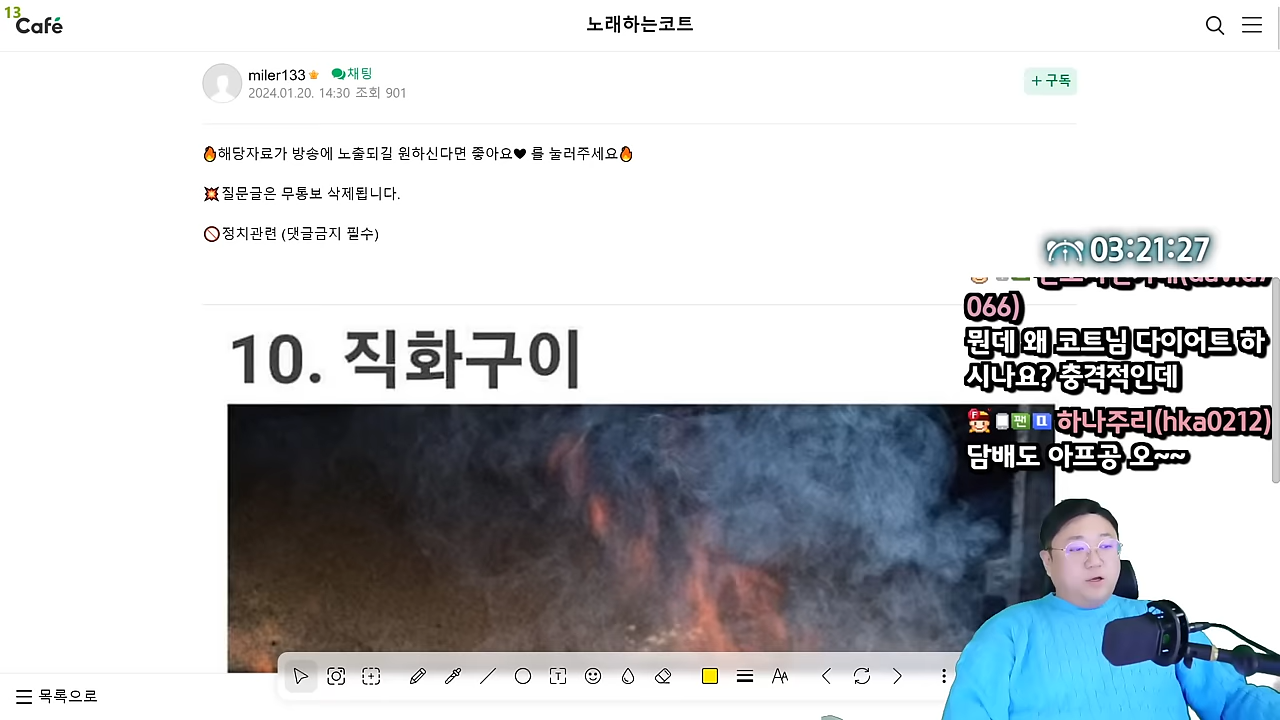 13
Café
노래하는코트
miler133
채팅
2024.01.20. 14:30 조회 901
+ 구독
🔥해당자료가 방송에 노출되길 원하신다면 좋아요🖤 를 눌러주세요🔥
💥질문글은 무통보 삭제됩니다.
🚫정치관련 (댓글금지 필수)
03:21:27
066)
뭔데 왜 코트님 다이어트 하
시나요? 충격적인데
팬 하나주리(hka0212)
담배도 아프공 오~~
10. 직화구이
목록으로